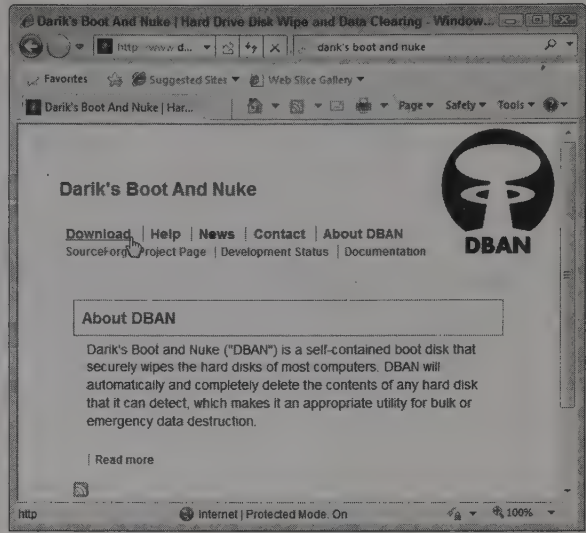 Darik's Boot And Nuke | Hard Drive Disk Wipe and Data Clearing - Window...
http www d... dank's boot and nuke
Favorites Suggested Sites Web Slice Gallery
Darik's Boot And Nuke | Har... Page Safety Tools
Darik's Boot And Nuke
Download | Help | News | Contact | About DBAN
Project Page | Development Status | Documentation
DBAN
About DBAN
Darik's Boot and Nuke ("DBAN") is a self-contained boot disk that
securely wipes the hard disks of most computers. DBAN will
automatically and completely delete the contents of any hard disk
that it can detect, which makes it an appropriate utility for bulk or
emergency data destruction.
| Read more
http Internet | Protected Mode. On 100%